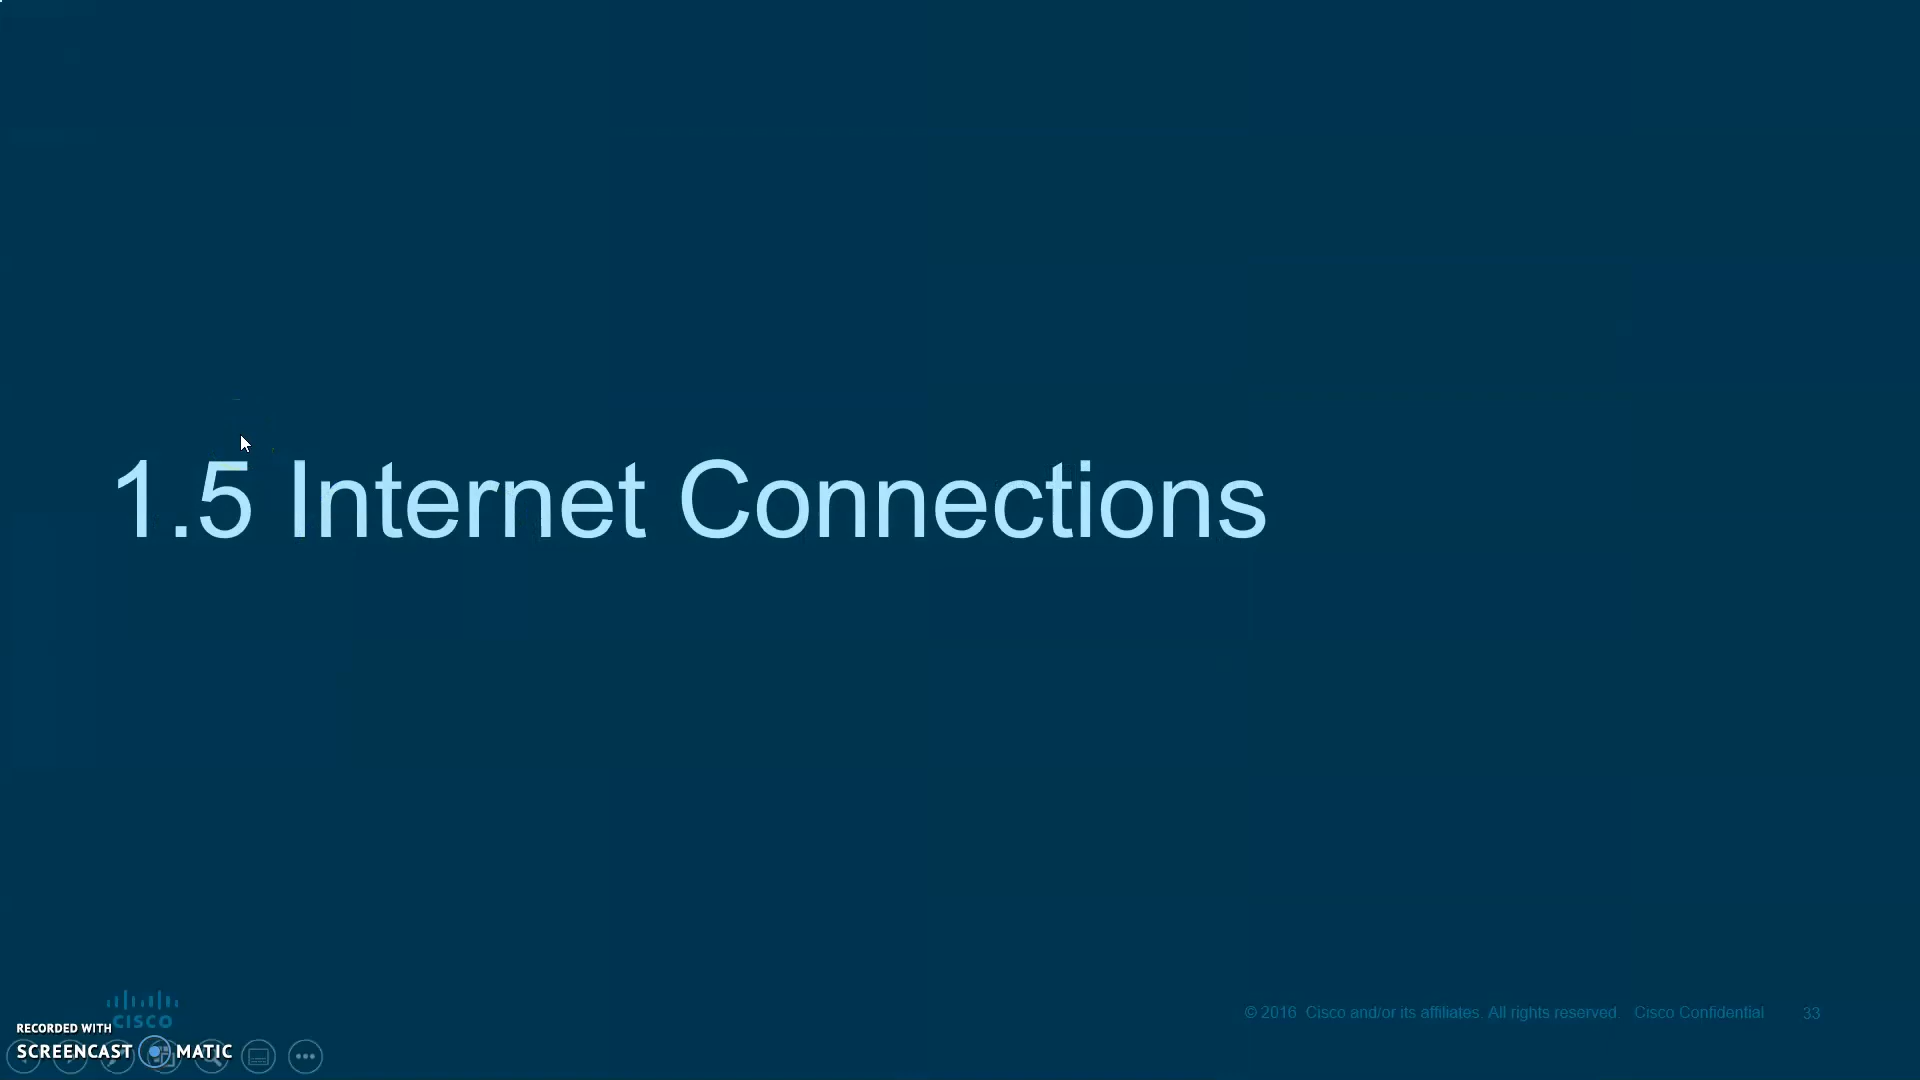 1.5 Internet Connections
© 2016 Cisco and/or its affiliates. All rights reserved. Cisco Confidential 33
CISCO
RECORDED WITH
SCREENCAST MATIC